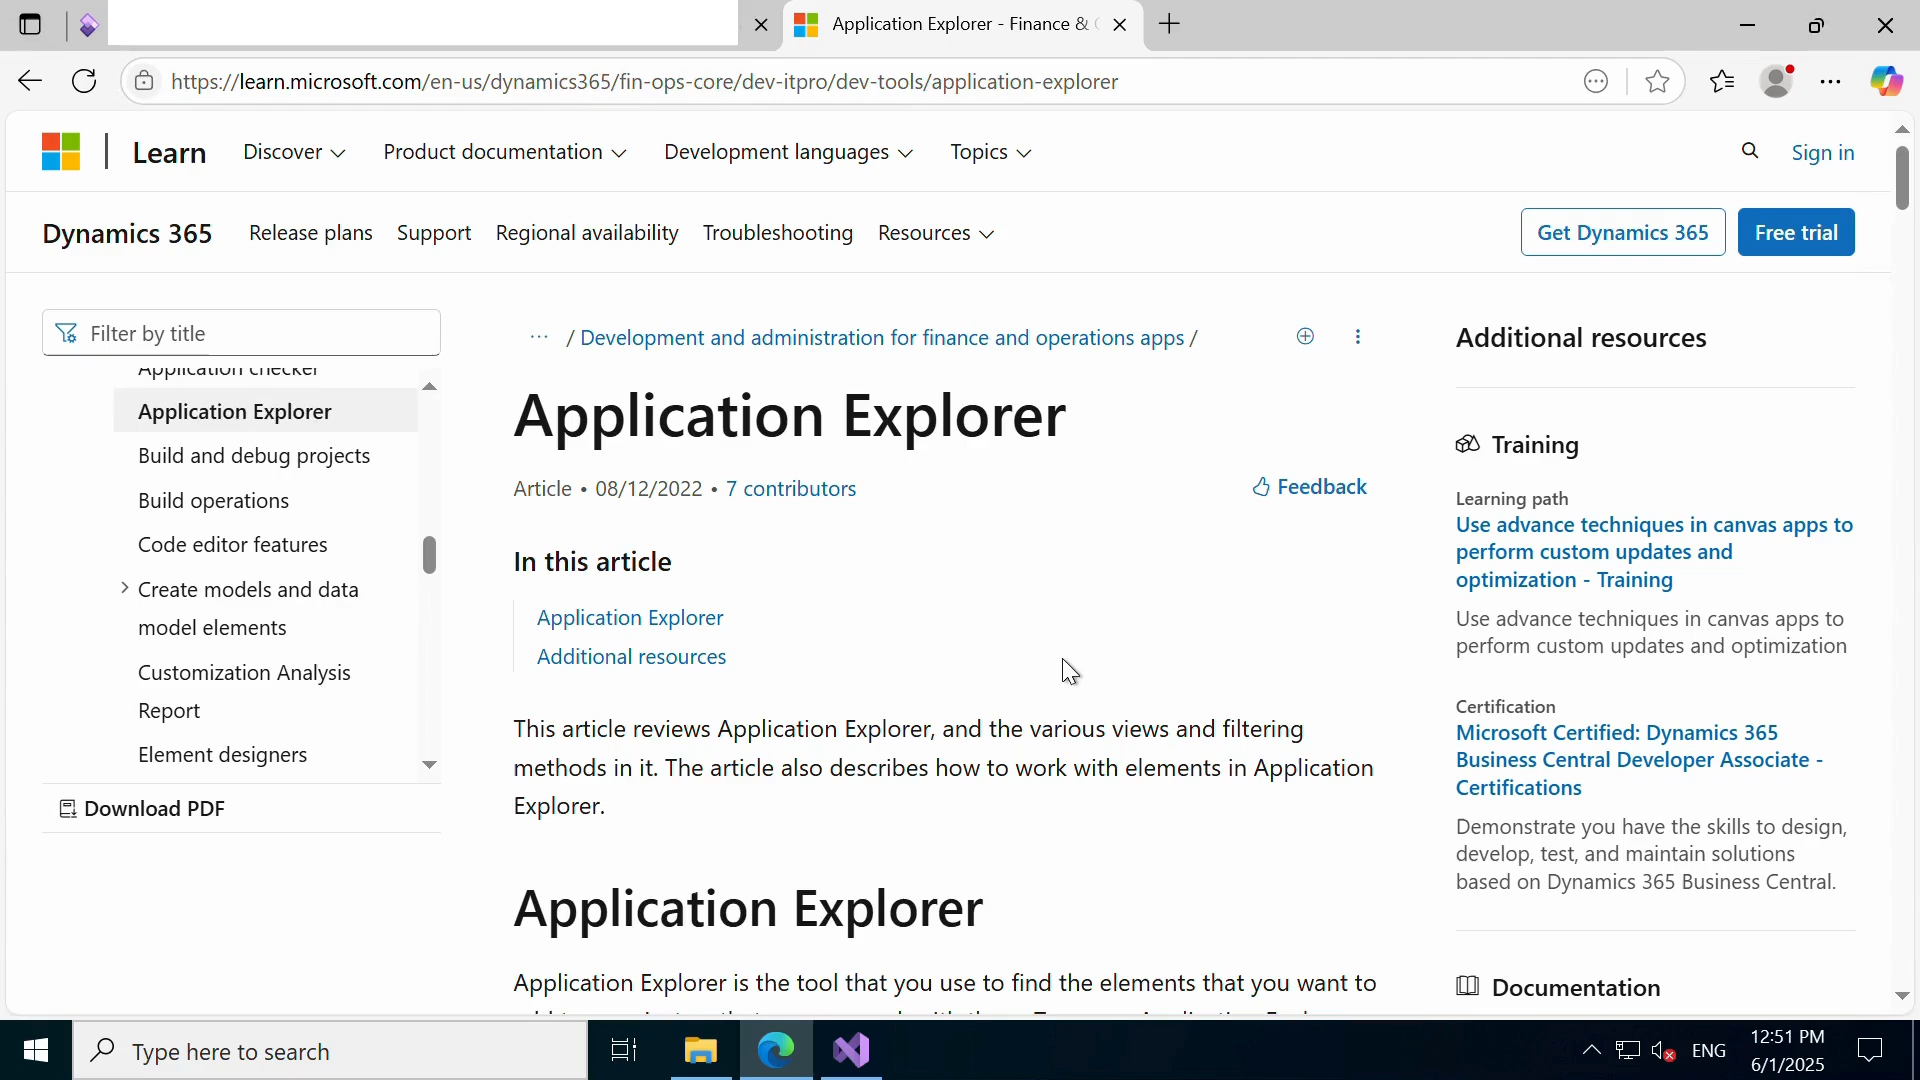 Application Explorer - Finance &
https://learn.microsoft.com/en-us/dynamics365/fin-ops-core/dev-itpro/dev-tools/application-explorer
Learn
Discover
Product documentation
Development languages
Topics
Sign in
Dynamics 365
Release plans
Support
Regional availability
Troubleshooting
Resources
Get Dynamics 365
Free trial
Filter by title
Application checker
Application Explorer
Build and debug projects
Build operations
Code editor features
Create models and data
model elements
Customization Analysis
Report
Element designers
Download PDF
··· / Development and administration for finance and operations apps /
Application Explorer
Article • 08/12/2022 • 7 contributors
Feedback
In this article
Application Explorer
Additional resources
This article reviews Application Explorer, and the various views and filtering
methods in it. The article also describes how to work with elements in Application
Explorer.
Application Explorer
Application Explorer is the tool that you use to find the elements that you want to
Additional resources
Training
Learning path
Use advance techniques in canvas apps to
perform custom updates and
optimization - Training
Use advance techniques in canvas apps to
perform custom updates and optimization
Certification
Microsoft Certified: Dynamics 365
Business Central Developer Associate -
Certifications
Demonstrate you have the skills to design,
develop, test, and maintain solutions
based on Dynamics 365 Business Central.
Documentation
Type here to search
ENG
12:51 PM
6/1/2025